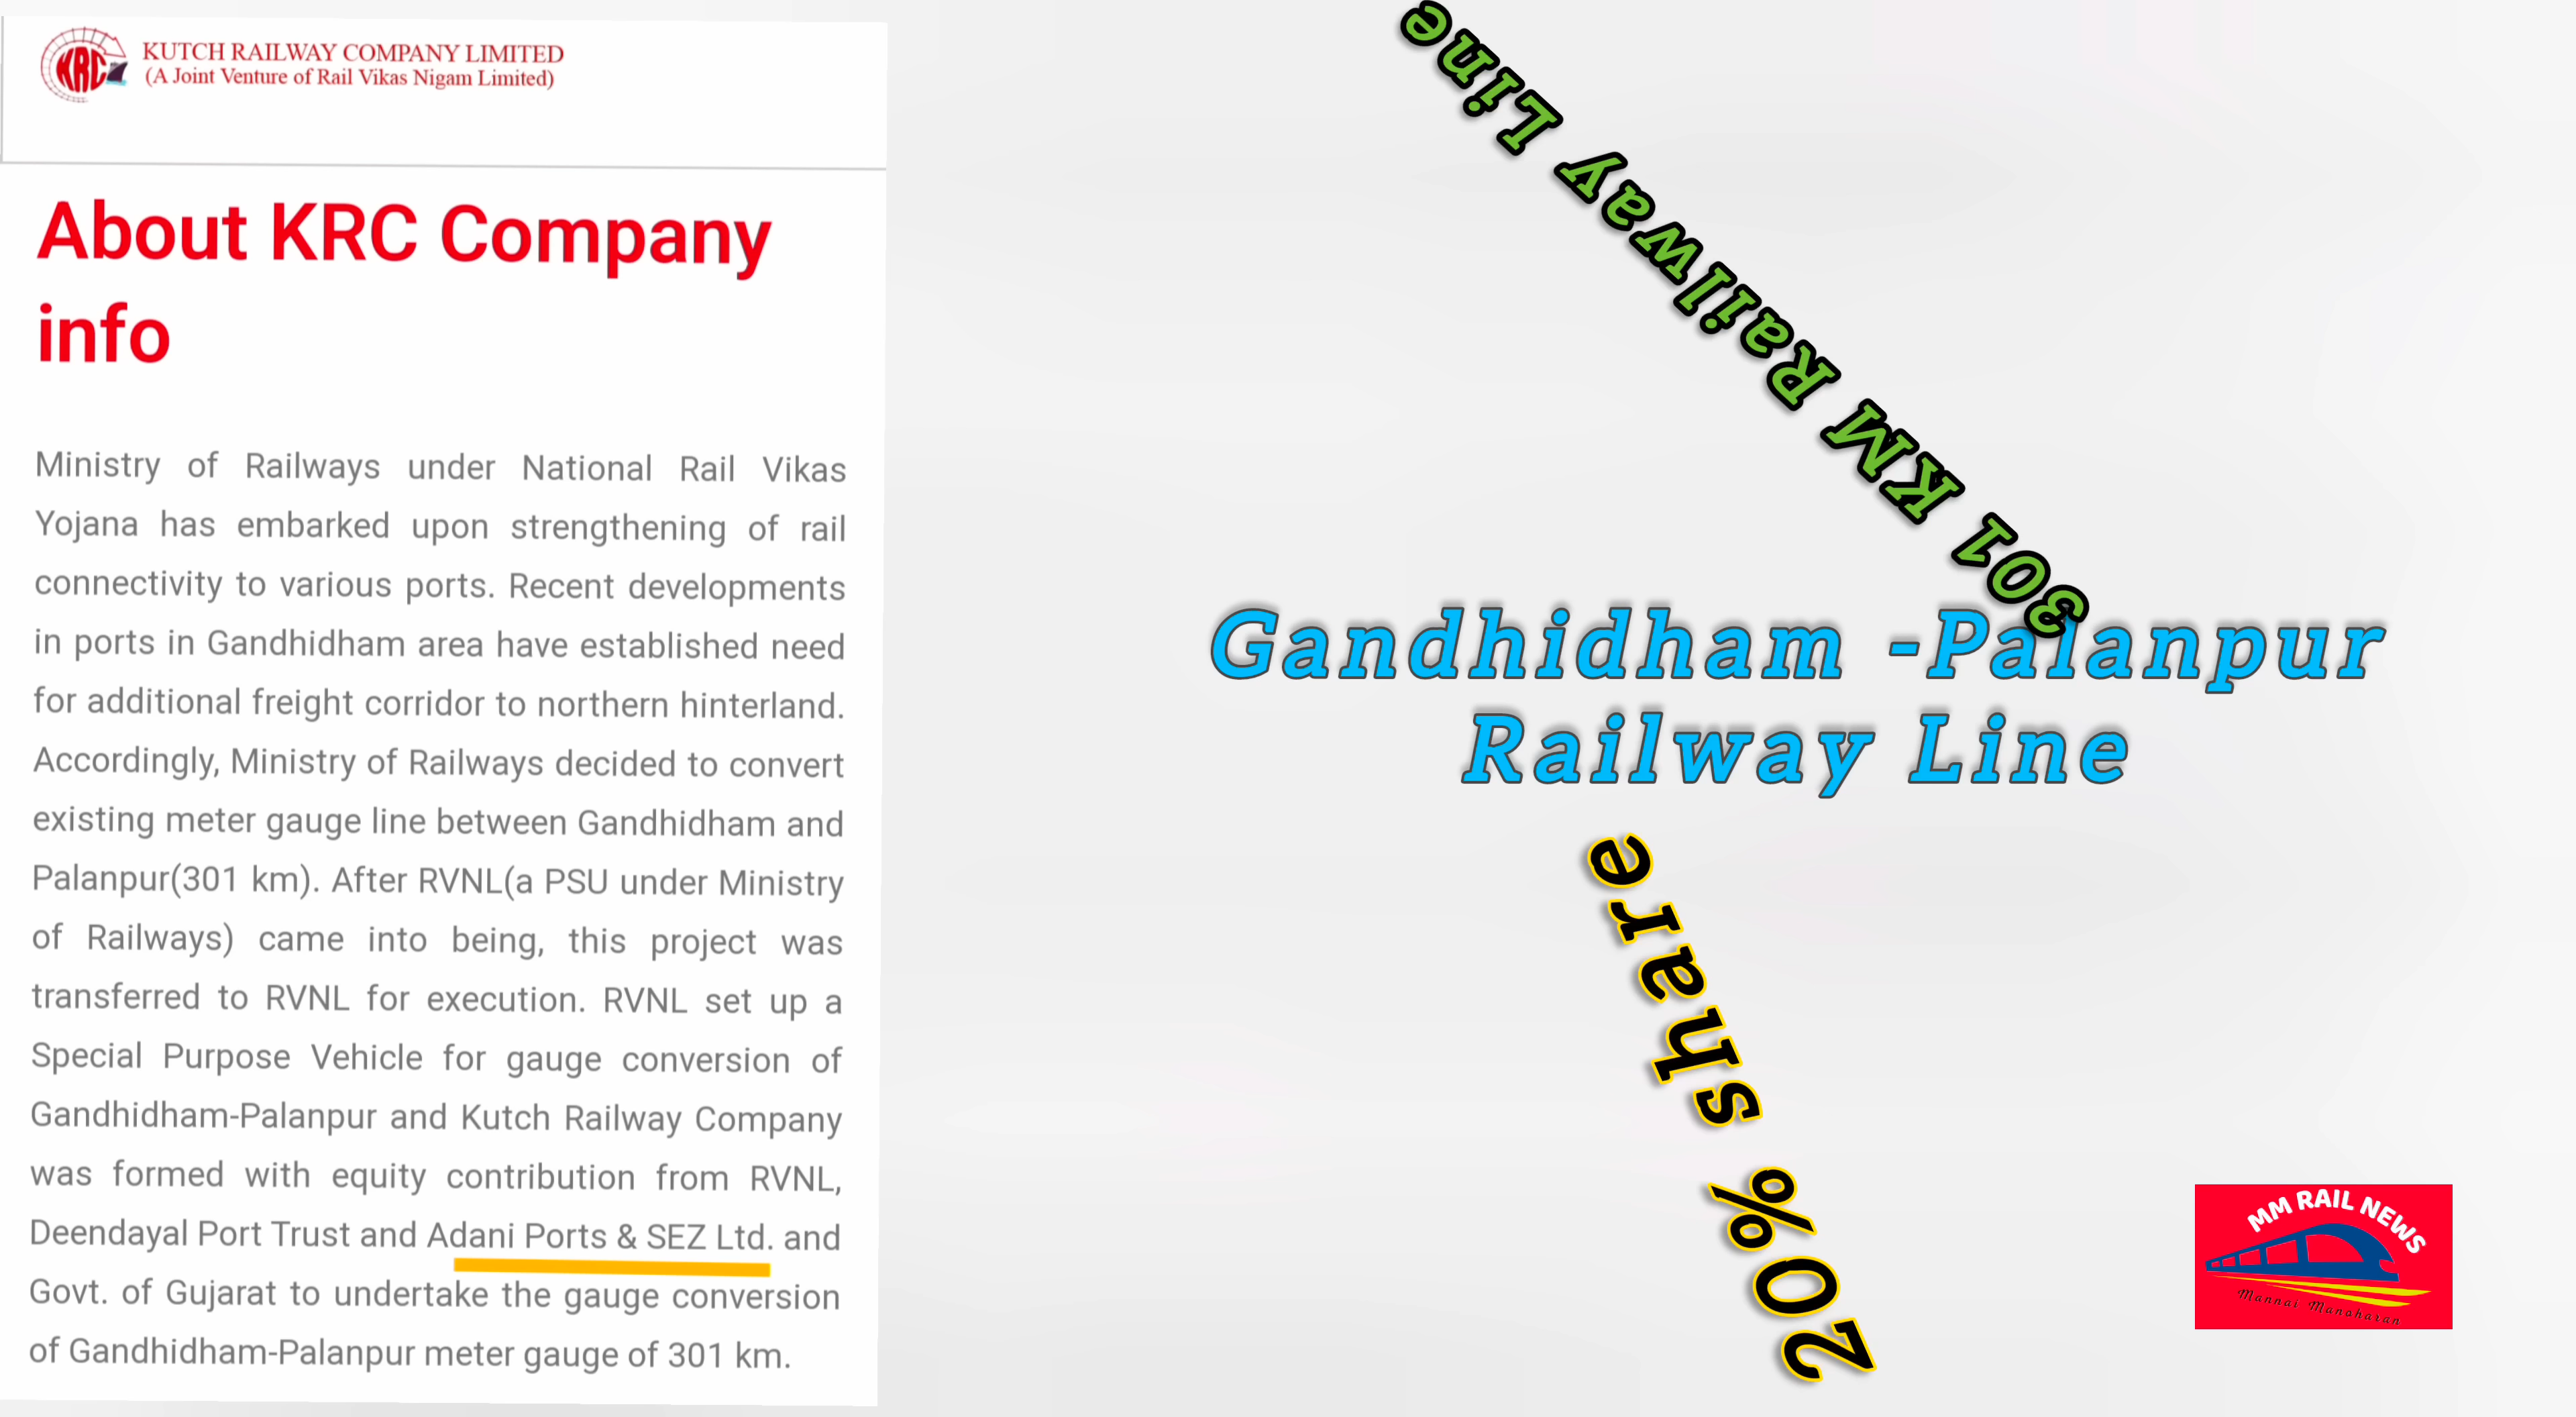 KUTCH RAILWAY COMPANY LIMITED
(A Joint Venture of Rail Vikas Nigam Limited)
About KRC Company
info
Ministry of Railways under National Rail Vikas
Yojana has embarked upon strengthening of rail
connectivity to various ports. Recent developments
in ports in Gandhidham area have established need
for additional freight corridor to northern hinterland.
Accordingly, Ministry of Railways decided to convert
existing meter gauge line between Gandhidham and
Palanpur(301 km). After RVNL(a PSU under Ministry
of Railways) came into being, this project was
transferred to RVNL for execution. RVNL set up a
Special Purpose Vehicle for gauge conversion of
Gandhidham-Palanpur and Kutch Railway Company
was formed with equity contribution from RVNL,
Deendayal Port Trust and Adani Ports & SEZ Ltd. and
Govt. of Gujarat to undertake the gauge conversion
of Gandhidham-Palanpur meter gauge of 301 km.
KRC
301 KM Railway Line
Gandhidham -Palanpur
Railway Line
20% share
MM RAIL NEWS
Mannai Manoharan